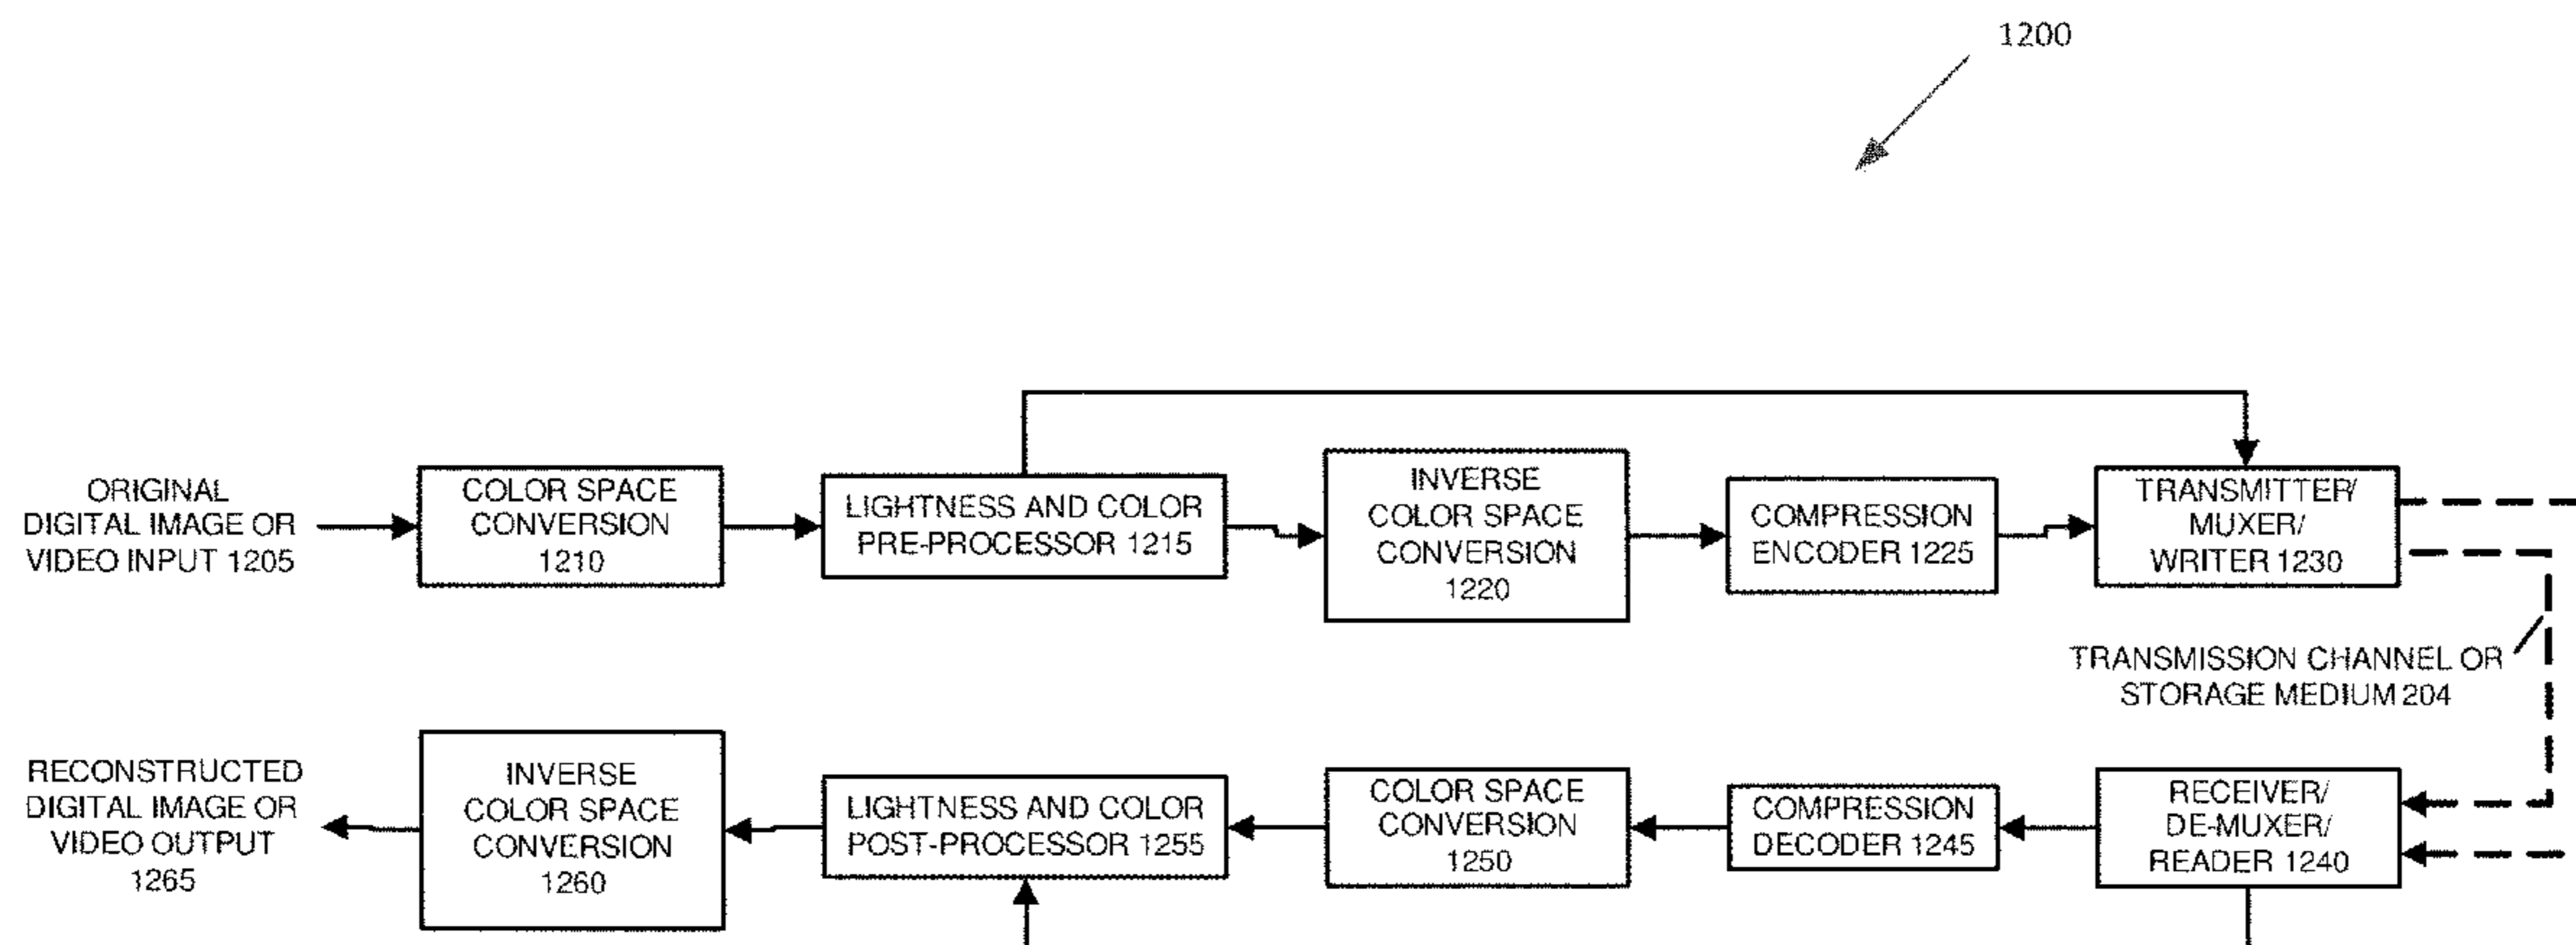 1200
ORIGINAL
DIGITAL IMAGE OR
VIDEO INPUT 1205
COLOR SPACE
CONVERSION
1210
LIGHTNESS AND COLOR
PRE-PROCESSOR 1215
INVERSE
COLOR SPACE
CONVERSION
1220
COMPRESSION
ENCODER 1225
TRANSMITTER/
MUXER/
WRITER 1230
TRANSMISSION CHANNEL OR
STORAGE MEDIUM 204
RECONSTRUCTED
DIGITAL IMAGE OR
VIDEO OUTPUT
1265
INVERSE
COLOR SPACE
CONVERSION
1260
LIGHTNESS AND COLOR
POST-PROCESSOR 1255
COLOR SPACE
CONVERSION
1250
COMPRESSION
DECODER 1245
RECEIVER/
DE-MUXER/
READER 1240